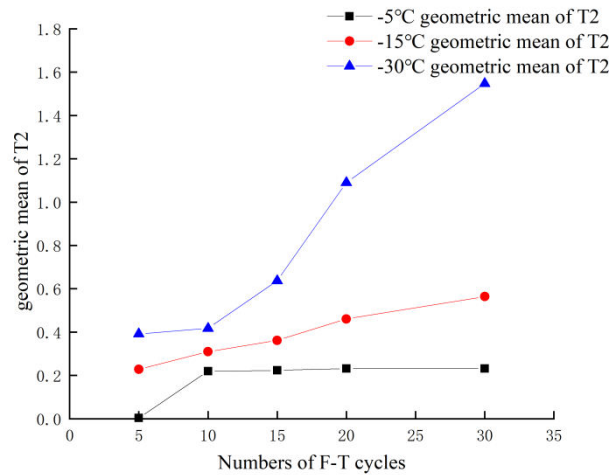 -5℃ geometric mean of T2
-15℃ geometric mean of T2
-30℃ geometric mean of T2
1.8
1.6
1.4
1.2
1.0
0.8
0.6
0.4
0.2
0.0
geometric mean of T2
0 5 10 15 20 25 30 35
Numbers of F-T cycles